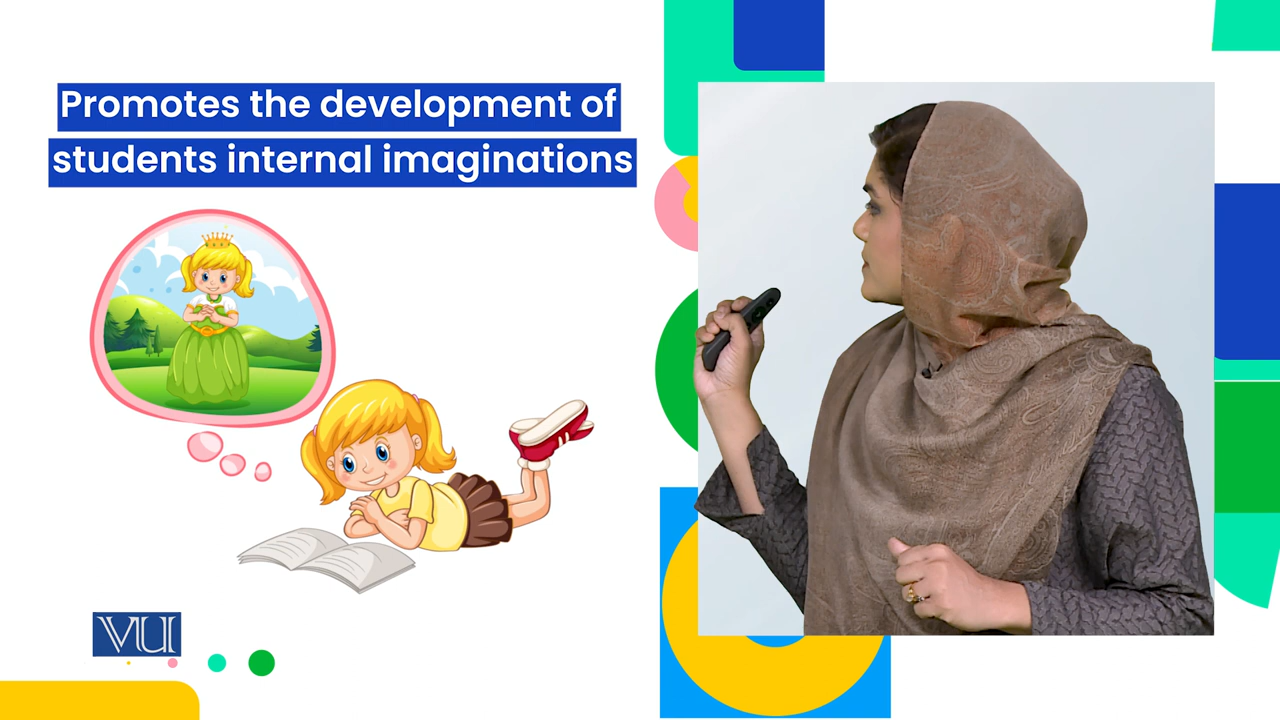 Promotes the development of
students internal imaginations
VU